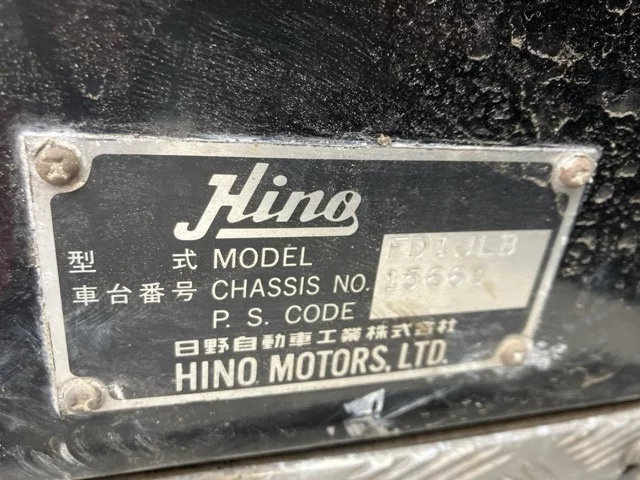 Hino
型 式 MODEL FD1JLB
車台番号 CHASSIS NO.
P. S. CODE
日野自動車工業株式会社
HINO MOTORS, LTD.